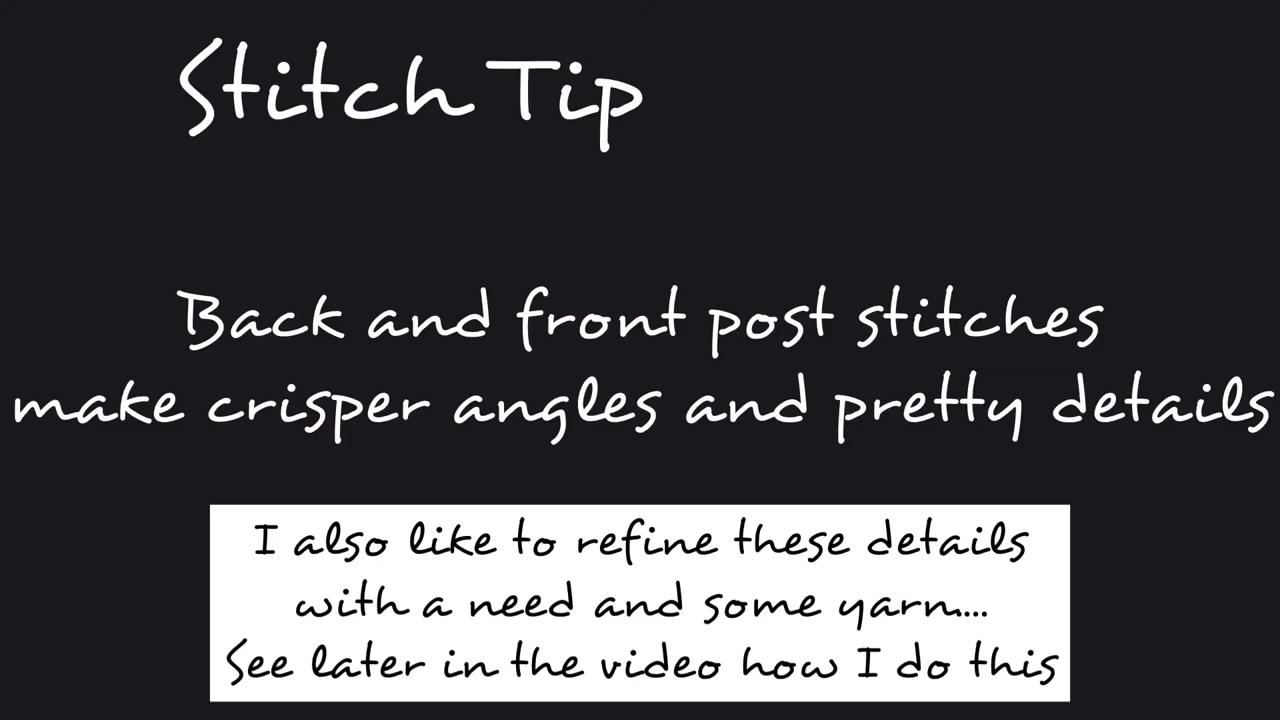 Stitch Tip
Back and front post stitches
make crisper angles and pretty details
I also like to refine these details
with a need and some yarn....
See later in the video how I do this